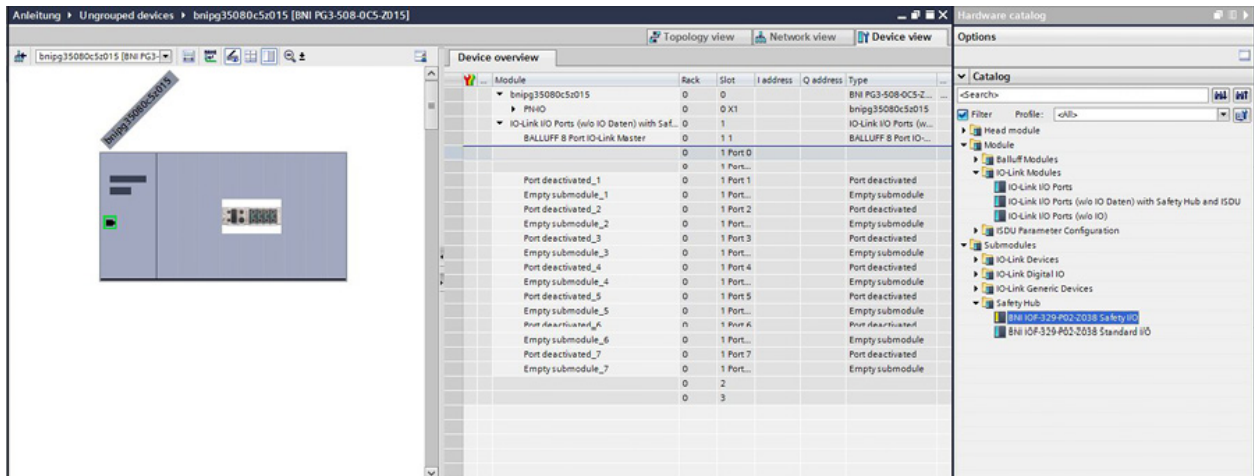 Anleitung ▸ Ungrouped devices ▸ bnipg35080c5z015 [BNI PG3-508-0C5-Z015]
Topology view Network view Device view
bnipg35080c5z015 [BNI PG3-
bnipg35080c5z015
Device overview
... Module Rack Slot I address Q address Type ...
bnipg35080c5z015 0 0 BNI PG3-508-0C5-Z... ...
PN-IO 0 0 X1 bnipg35080c5z015
IO-Link I/O Ports (w/o IO Daten) with Saf... 0 1 IO-Link I/O Ports (w...
BALLUFF 8 Port IO-Link Master 0 1 1 BALLUFF 8 Port IO-...
0 1 Port 0
0 1 Port...
Port deactivated_1 0 1 Port 1 Port deactivated
Empty submodule_1 0 1 Port... Empty submodule
Port deactivated_2 0 1 Port 2 Port deactivated
Empty submodule_2 0 1 Port... Empty submodule
Port deactivated_3 0 1 Port 3 Port deactivated
Empty submodule_3 0 1 Port... Empty submodule
Port deactivated_4 0 1 Port 4 Port deactivated
Empty submodule_4 0 1 Port... Empty submodule
Port deactivated_5 0 1 Port 5 Port deactivated
Empty submodule_5 0 1 Port... Empty submodule
Port deactivated_6 0 1 Port 6 Port deactivated
Empty submodule_6 0 1 Port... Empty submodule
Port deactivated_7 0 1 Port 7 Port deactivated
Empty submodule_7 0 1 Port... Empty submodule
0 2
0 3
Hardware catalog
Options
Catalog
<Search>
Filter Profile: <All>
Head module
Module
Balluff Modules
IO-Link Modules
IO-Link I/O Ports
IO-Link I/O Ports (w/o IO Daten) with Safety Hub and ISDU
IO-Link I/O Ports (w/o IO)
ISDU Parameter Configuration
Submodules
IO-Link Devices
IO-Link Digital IO
IO-Link Generic Devices
Safety Hub
BNI IOF-329-P02-Z038 Safety I/O
BNI IOF-329-P02-Z038 Standard I/O